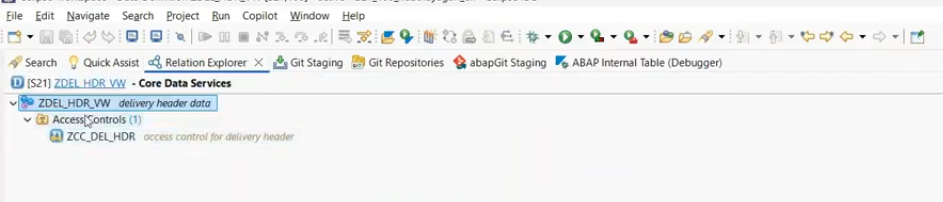 File Edit Navigate Search Project Run Copilot Window Help
Search Quick Assist Relation Explorer Git Staging Git Repositories abapGit Staging ABAP Internal Table (Debugger)
[S21] ZDEL_HDR_VW - Core Data Services
ZDEL_HDR_VW delivery header data
Access Controls (1)
ZCC_DEL_HDR access control for delivery header